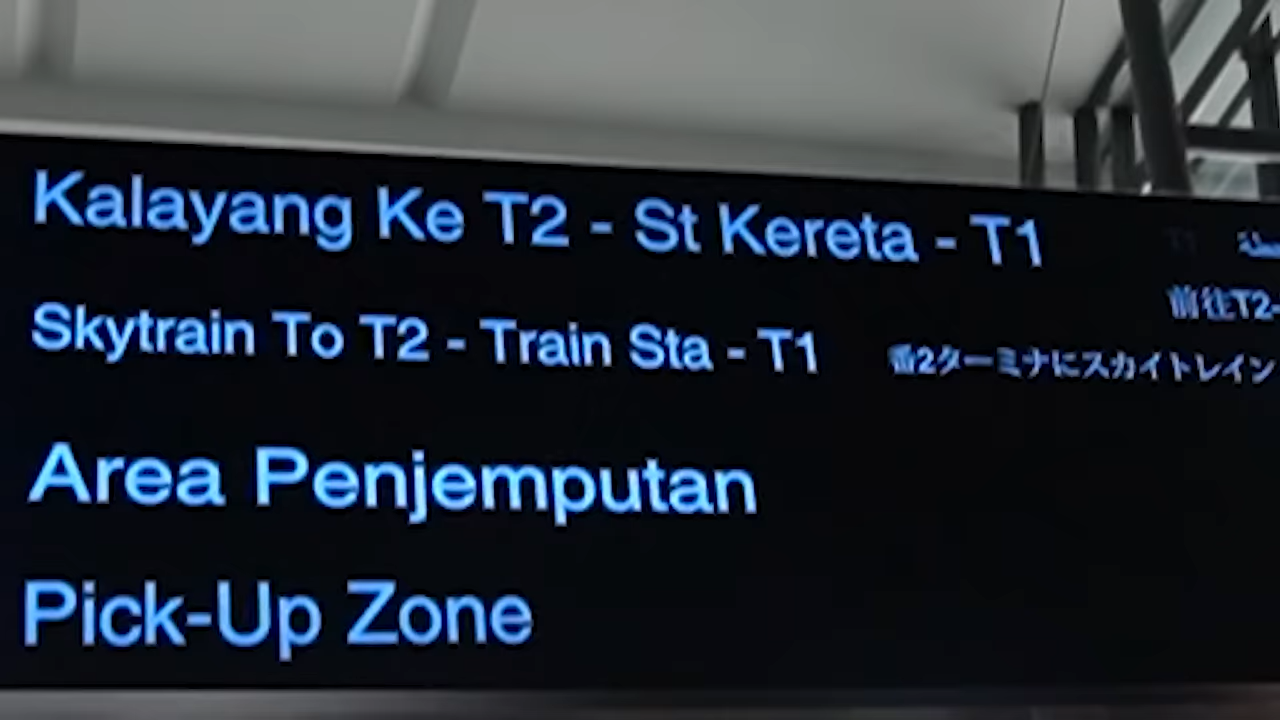 Kalayang Ke T2 - St Kereta - T1
前往T2-
Skytrain To T2 - Train Sta - T1
番2ターミナにスカイトレイン
Area Penjemputan
Pick-Up Zone